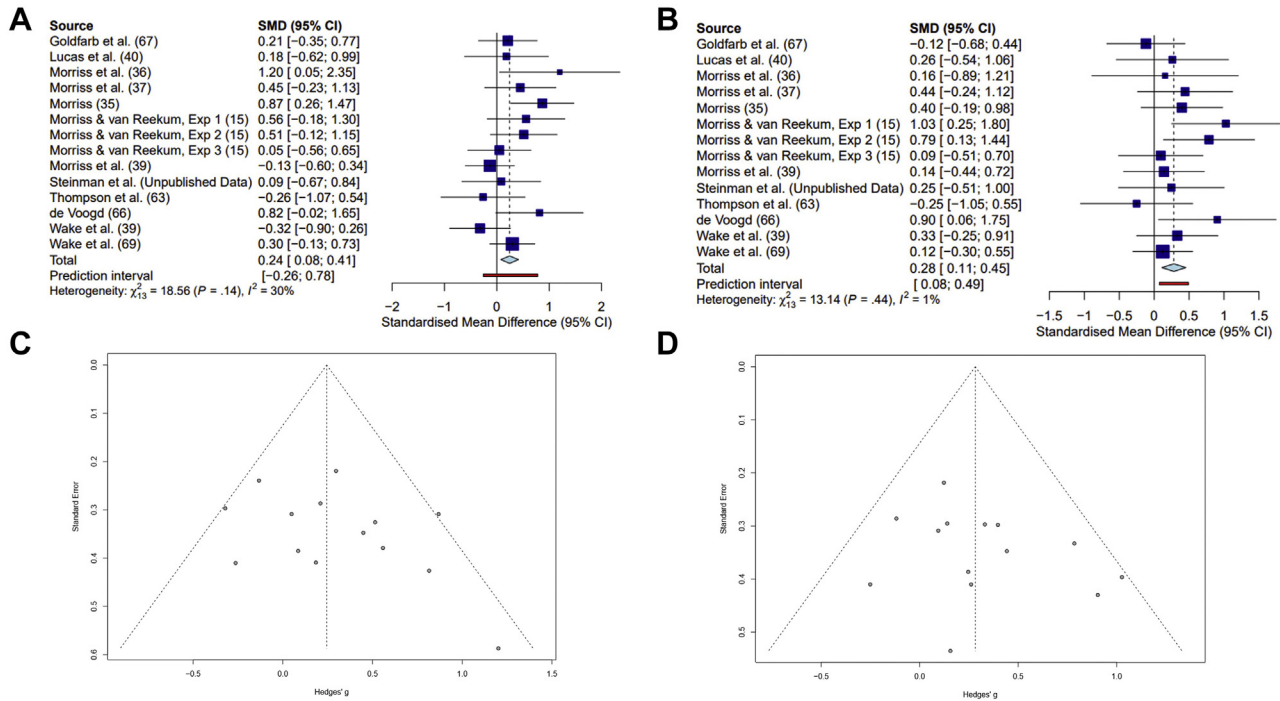 A
Source SMD (95% CI)
Goldfarb et al. (67) 0.21 [−0.35; 0.77]
Lucas et al. (40) 0.18 [−0.62; 0.99]
Morriss et al. (36) 1.20 [ 0.05; 2.35]
Morriss et al. (37) 0.45 [−0.23; 1.13]
Morriss (35) 0.87 [ 0.26; 1.47]
Morriss & van Reekum, Exp 1 (15) 0.56 [−0.18; 1.30]
Morriss & van Reekum, Exp 2 (15) 0.51 [−0.12; 1.15]
Morriss & van Reekum, Exp 3 (15) 0.05 [−0.56; 0.65]
Morriss et al. (39) −0.13 [−0.60; 0.34]
Steinman et al. (Unpublished Data) 0.09 [−0.67; 0.84]
Thompson et al. (63) −0.26 [−1.07; 0.54]
de Voogd (66) 0.82 [−0.02; 1.65]
Wake et al. (39) −0.32 [−0.90; 0.26]
Wake et al. (69) 0.30 [−0.13; 0.73]
Total 0.24 [ 0.08; 0.41]
Prediction interval [−0.26; 0.78]
Heterogeneity: χ²₁₃ = 18.56 (P = .14), I² = 30%
−2 −1 0 1 2
Standardised Mean Difference (95% CI)
B
Source SMD (95% CI)
Goldfarb et al. (67) −0.12 [−0.68; 0.44]
Lucas et al. (40) 0.26 [−0.54; 1.06]
Morriss et al. (36) 0.16 [−0.89; 1.21]
Morriss et al. (37) 0.44 [−0.24; 1.12]
Morriss (35) 0.40 [−0.19; 0.98]
Morriss & van Reekum, Exp 1 (15) 1.03 [ 0.25; 1.80]
Morriss & van Reekum, Exp 2 (15) 0.79 [ 0.13; 1.44]
Morriss & van Reekum, Exp 3 (15) 0.09 [−0.51; 0.70]
Morriss et al. (39) 0.14 [−0.44; 0.72]
Steinman et al. (Unpublished Data) 0.25 [−0.51; 1.00]
Thompson et al. (63) −0.25 [−1.05; 0.55]
de Voogd (66) 0.90 [ 0.06; 1.75]
Wake et al. (39) 0.33 [−0.25; 0.91]
Wake et al. (69) 0.12 [−0.30; 0.55]
Total 0.28 [ 0.11; 0.45]
Prediction interval [ 0.08; 0.49]
Heterogeneity: χ²₁₃ = 13.14 (P = .44), I² = 1%
−1.5 −1 −0.5 0 0.5 1 1.5
Standardised Mean Difference (95% CI)
C
0.0
0.1
0.2
0.3
0.4
0.5
0.6
Standard Error
−0.5 0.0 0.5 1.0 1.5
Hedges' g
D
0.0
0.1
0.2
0.3
0.4
0.5
Standard Error
−0.5 0.0 0.5 1.0
Hedges' g